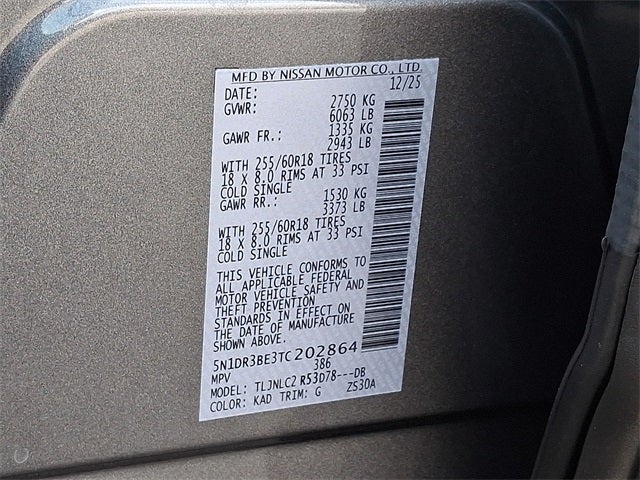 MFD BY NISSAN MOTOR CO., LTD.
DATE: 12/25
GVWR: 2750 KG
6063 LB
GAWR FR.: 1335 KG
2943 LB
WITH 255/60R18 TIRES
18 X 8.0 RIMS AT 33 PSI
COLD SINGLE
GAWR RR.: 1530 KG
3373 LB
WITH 255/60R18 TIRES
18 X 8.0 RIMS AT 33 PSI
COLD SINGLE
THIS VEHICLE CONFORMS TO
ALL APPLICABLE FEDERAL
MOTOR VEHICLE SAFETY AND
THEFT PREVENTION
STANDARDS IN EFFECT ON
THE DATE OF MANUFACTURE
SHOWN ABOVE.
5N1DR3BE3TC202864
MPV 386
MODEL: TLJNLC2 R53D78---DB
COLOR: KAD TRIM: G ZS30A